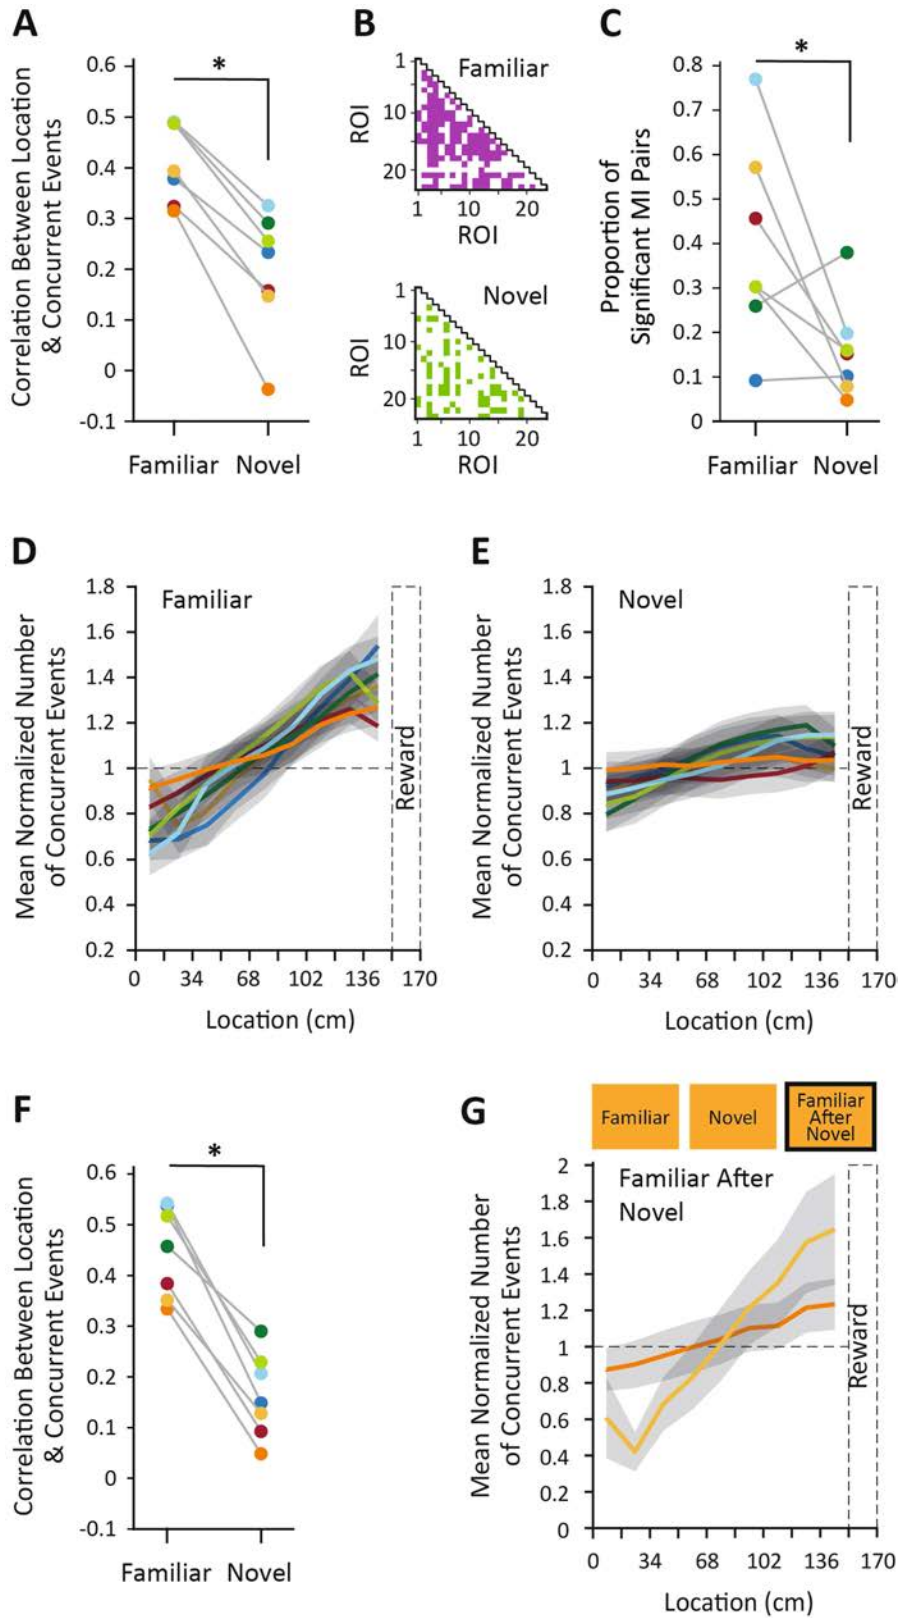 A
Correlation Between Location
& Concurrent Events
0.6
0.5
0.4
0.3
0.2
0.1
0
-0.1
*
Familiar Novel
B
Familiar
ROI
1
10
20
1 10 20
ROI
Novel
ROI
1
10
20
1 10 20
ROI
C
Proportion of
Significant MI Pairs
0.8
0.7
0.6
0.5
0.4
0.3
0.2
0.1
0
*
Familiar Novel
D
Mean Normalized Number
of Concurrent Events
1.8
1.6
1.4
1.2
1
0.8
0.6
0.4
0.2
Familiar
Reward
0 34 68 102 136 170
Location (cm)
E
Mean Normalized Number
of Concurrent Events
1.8
1.6
1.4
1.2
1
0.8
0.6
0.4
0.2
Novel
Reward
0 34 68 102 136 170
Location (cm)
F
Correlation Between Location
& Concurrent Events
0.6
0.5
0.4
0.3
0.2
0.1
0
-0.1
*
Familiar Novel
G
Familiar
Novel
Familiar
After
Novel
Mean Normalized Number
of Concurrent Events
2
1.8
1.6
1.4
1.2
1
0.8
0.6
0.4
0.2
0
Familiar After
Novel
Reward
0 34 68 102 136 170
Location (cm)